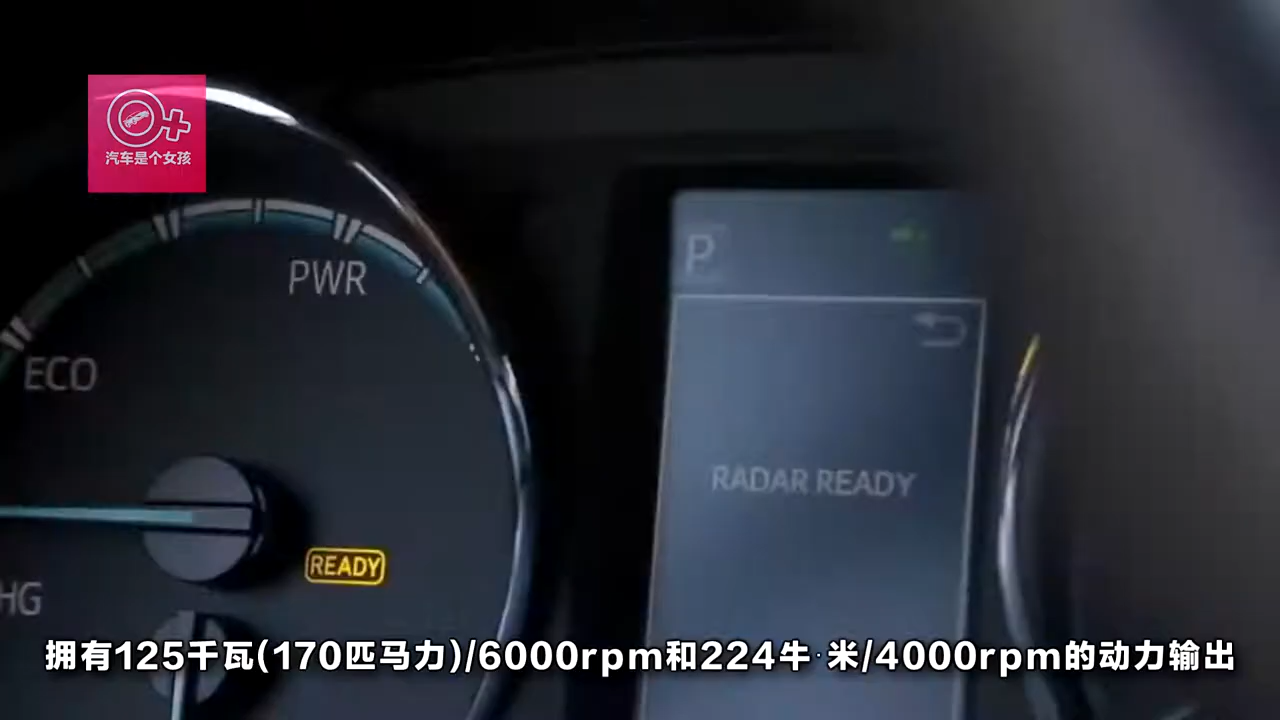 汽车是个女孩
PWR
P
ECO
RADAR READY
READY
HG
拥有125千瓦(170匹马力)/6000rpm和224牛·米/4000rpm的动力输出